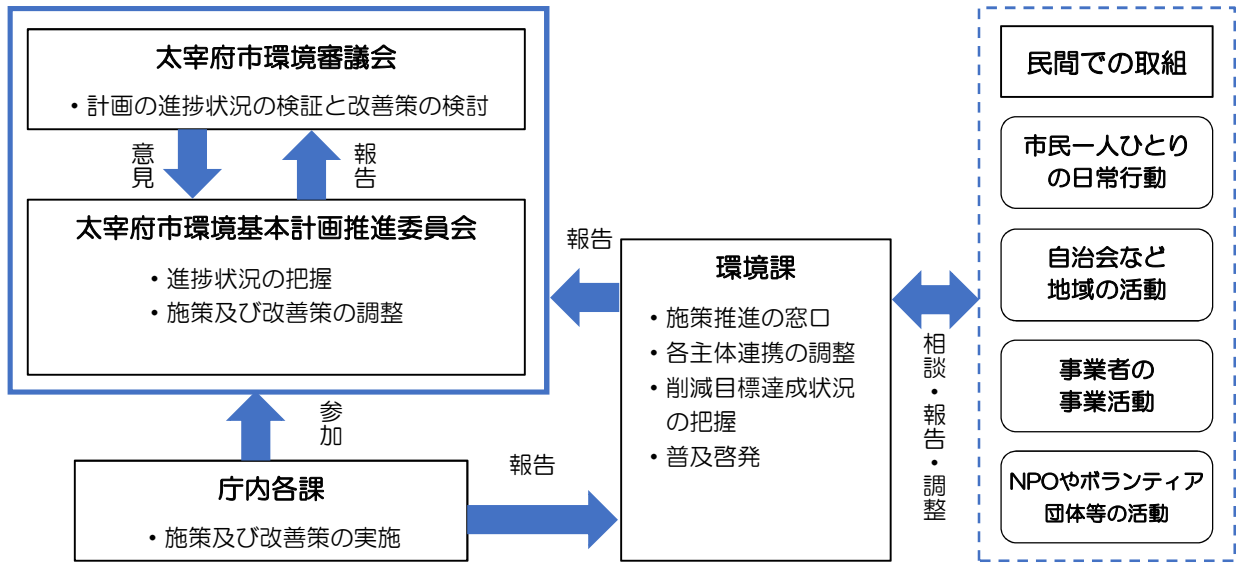 太宰府市環境審議会
・計画の進捗状況の検証と改善策の検討
意見
報告
太宰府市環境基本計画推進委員会
・進捗状況の把握
・施策及び改善策の調整
参加
庁内各課
・施策及び改善策の実施
報告
報告
環境課
・施策推進の窓口
・各主体連携の調整
・削減目標達成状況
の把握
・普及啓発
相談・報告・調整
民間での取組
市民一人ひとり
の日常行動
自治会など
地域の活動
事業者の
事業活動
NPOやボランティア
団体等の活動